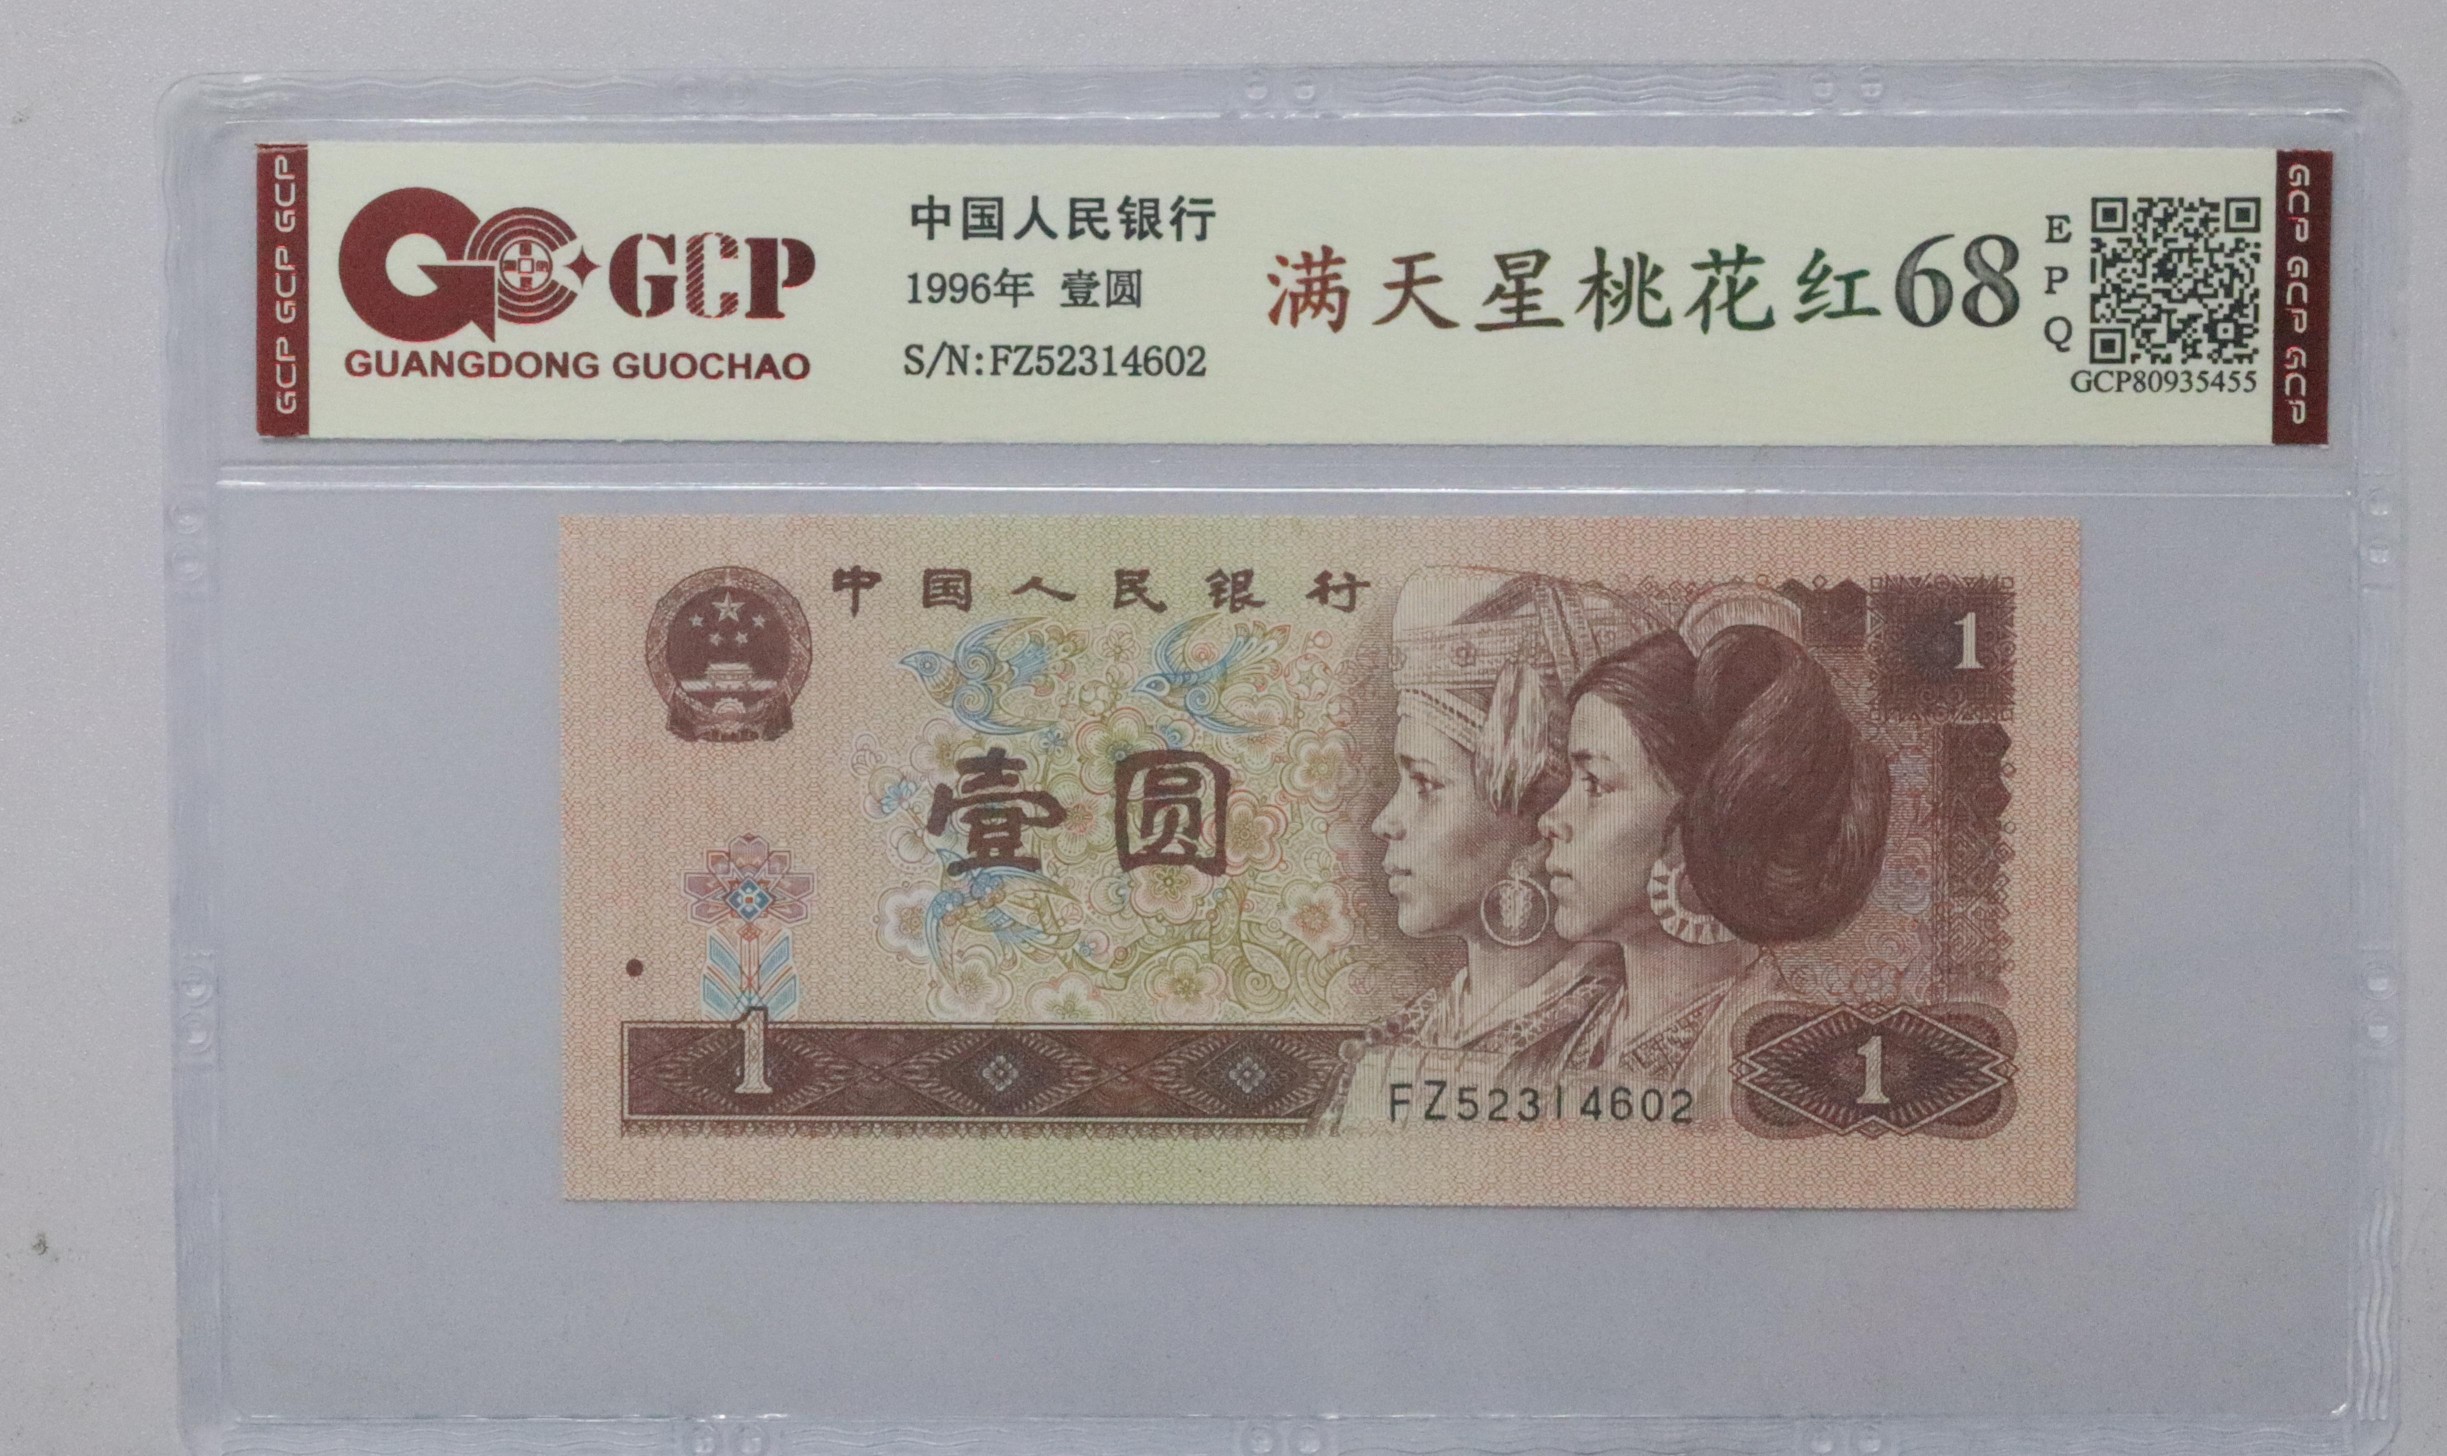 GCP GCP GCP
GCP
GUANGDONG GUOCHAO
中国人民银行
1996年 壹圆
S/N:FZ52314602
满天星桃花红 68
EPQ
GCP80935455
GCP GCP GCP
中国人民银行
1
壹圆
1
FZ52314602
1